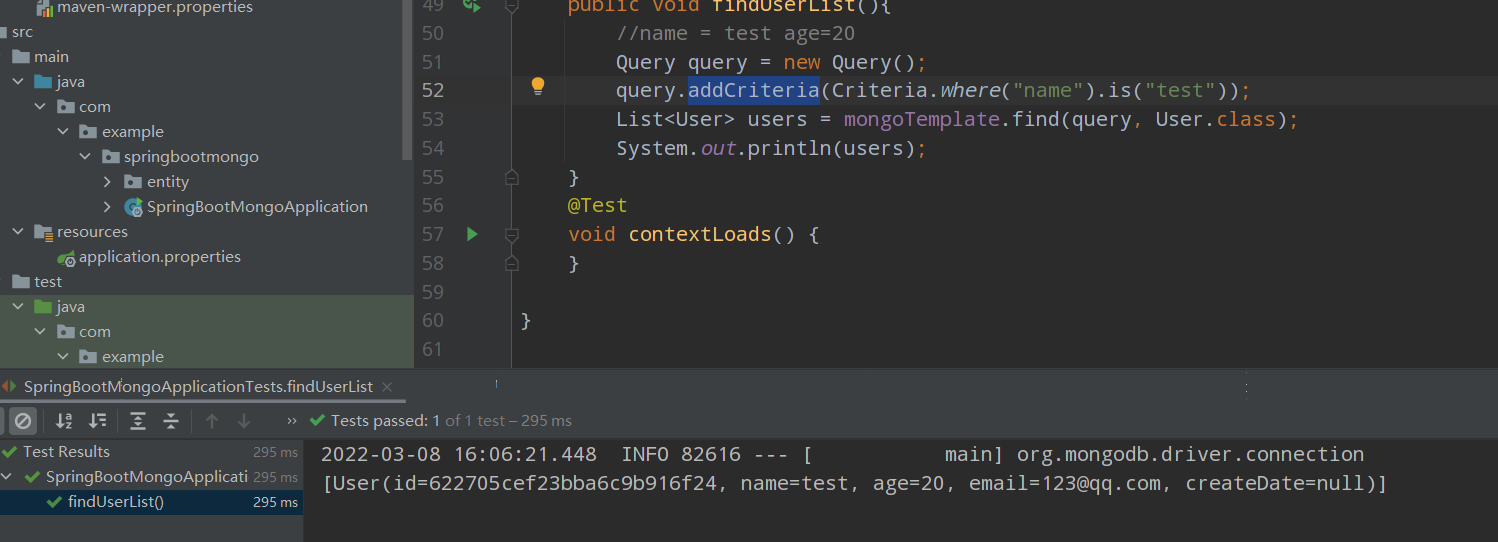 maven-wrapper.properties
src
main
java
com
example
springbootmongo
entity
SpringBootMongoApplication
resources
application.properties
test
java
com
example
49 public void findUserList(){
50 //name = test age=20
51 Query query = new Query();
52 query.addCriteria(Criteria.where("name").is("test"));
53 List<User> users = mongoTemplate.find(query, User.class);
54 System.out.println(users);
55 }
56 @Test
57 void contextLoads() {
58 }
59
60 }
61
SpringBootMongoApplicationTests.findUserList
Tests passed: 1 of 1 test – 295 ms
Test Results 295 ms
SpringBootMongoApplicati 295 ms
findUserList() 295 ms
2022-03-08 16:06:21.448 INFO 82616 --- [ main] org.mongodb.driver.connection
[User(id=622705cef23bba6c9b916f24, name=test, age=20, email=123@qq.com, createDate=null)]